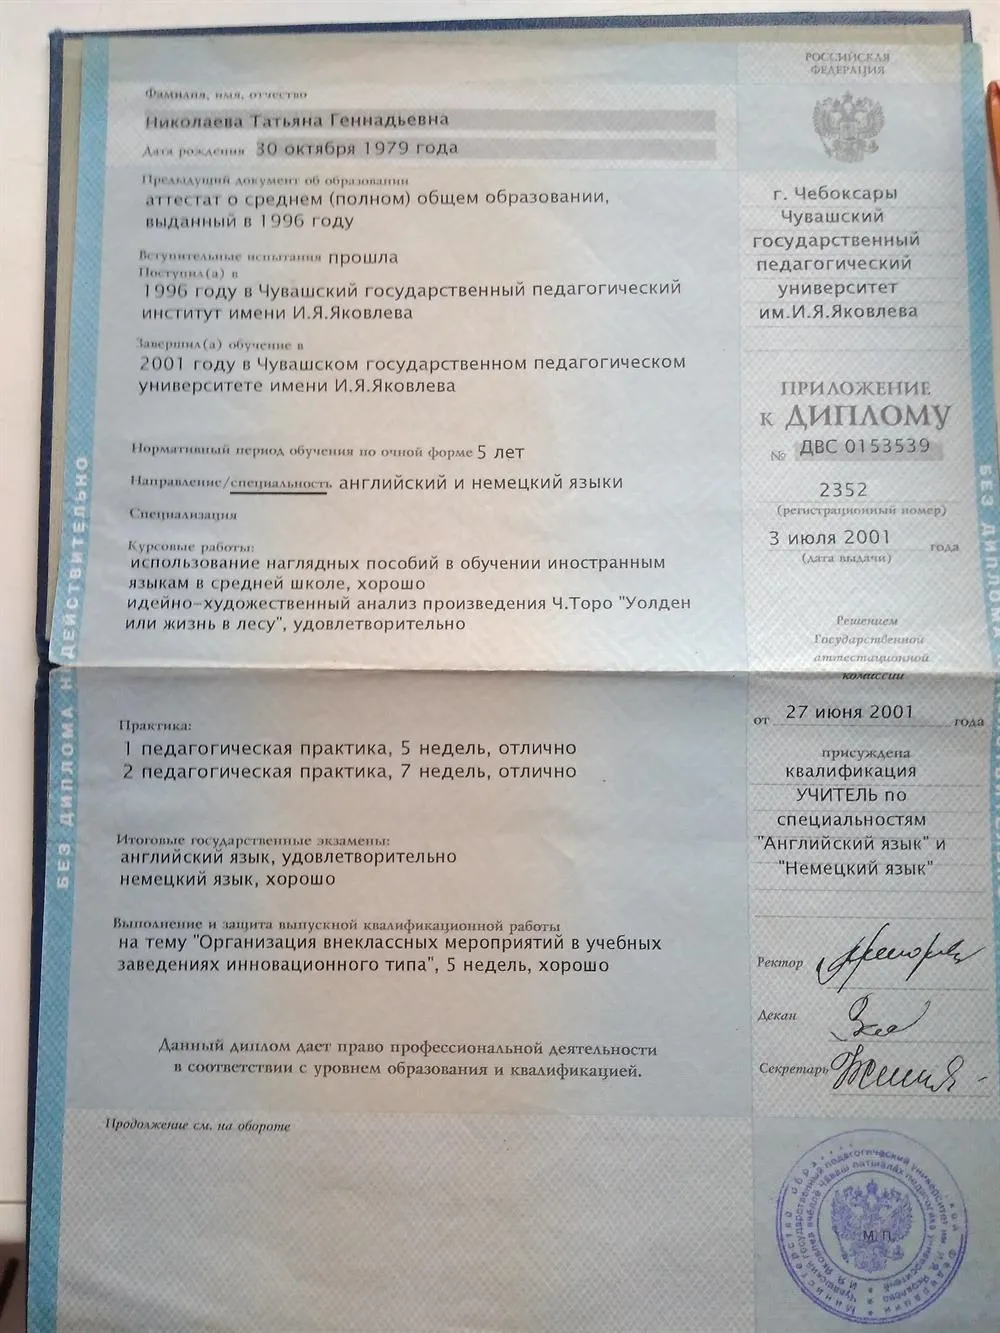 Фамилия, имя, отчество
Николаева Татьяна Геннадьевна
Дата рождения 30 октября 1979 года
Предыдущий документ об образовании
аттестат о среднем (полном) общем образовании,
выданный в 1996 году
Вступительные испытания прошла
Поступил(а) в
1996 году в Чувашский государственный педагогический
институт имени И.Я.Яковлева
Завершил(а) обучение в
2001 году в Чувашском государственном педагогическом
университете имени И.Я.Яковлева
Нормативный период обучения по очной форме 5 лет
Направление/специальность английский и немецкий языки
Специализация
Курсовые работы:
использование наглядных пособий в обучении иностранным
языкам в средней школе, хорошо
идейно-художественный анализ произведения Ч.Торо "Уолден
или жизнь в лесу", удовлетворительно
Практика:
1 педагогическая практика, 5 недель, отлично
2 педагогическая практика, 7 недель, отлично
Итоговые государственные экзамены:
английский язык, удовлетворительно
немецкий язык, хорошо
Выполнение и защита выпускной квалификационной работы
на тему "Организация внеклассных мероприятий в учебных
заведениях инновационного типа", 5 недель, хорошо
Данный диплом дает право профессиональной деятельности
в соответствии с уровнем образования и квалификацией.
Продолжение см. на обороте
РОССИЙСКАЯ
ФЕДЕРАЦИЯ
г. Чебоксары
Чувашский
государственный
педагогический
университет
им.И.Я.Яковлева
ПРИЛОЖЕНИЕ
к ДИПЛОМУ
№ ДВС 0153539
2352
(регистрационный номер)
3 июля 2001 года
(дата выдачи)
Решением
Государственной
аттестационной
комиссии
от 27 июня 2001 года
присуждена
квалификация
УЧИТЕЛЬ по
специальностям
"Английский язык" и
"Немецкий язык"
Ректор
Декан
Секретарь
М.П.
БЕЗ ДИПЛОМА НЕДЕЙСТВИТЕЛЬНО
БЕЗ ДИПЛОМА